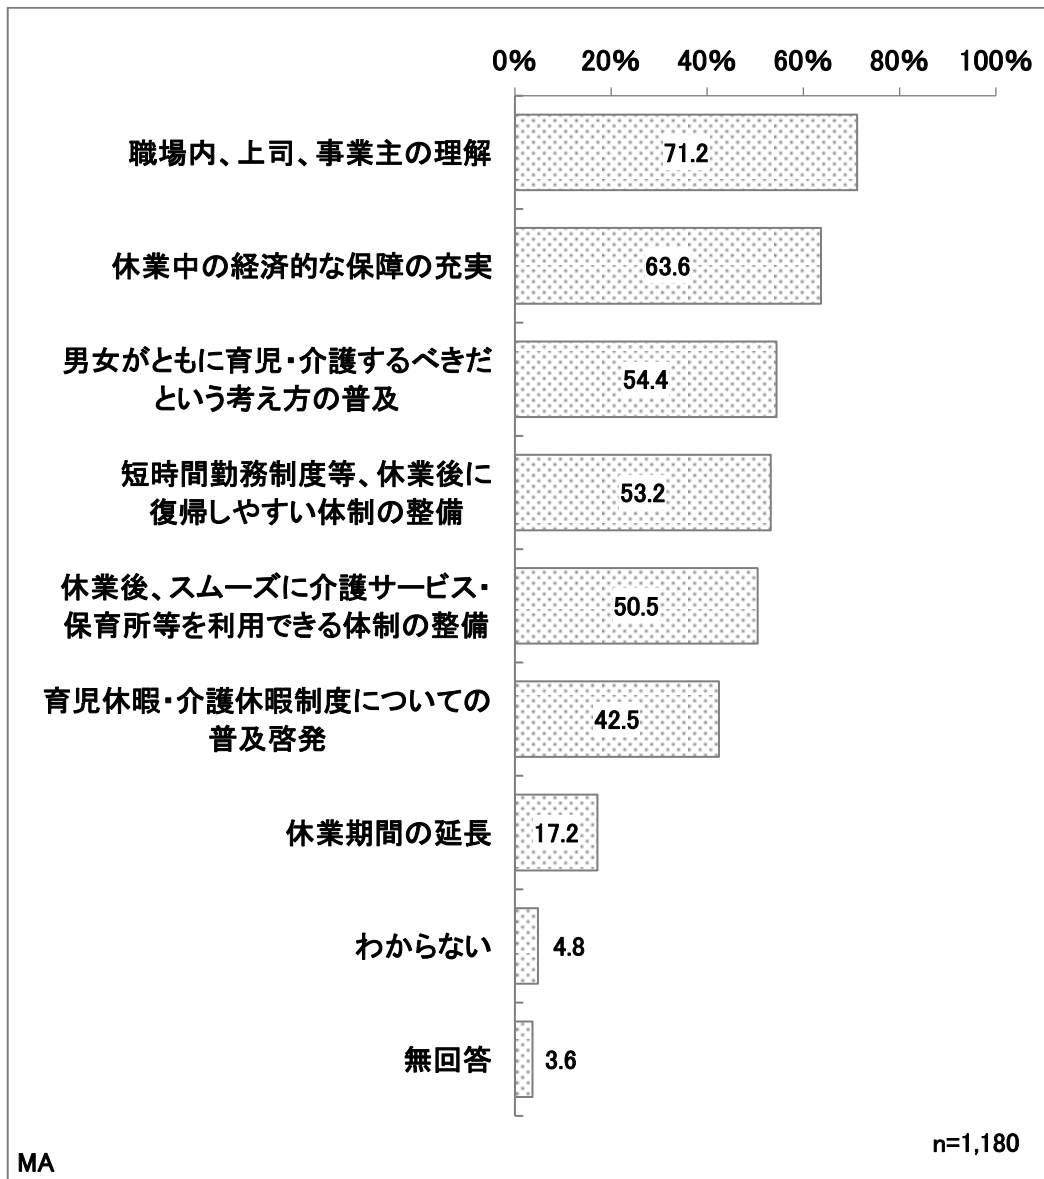 0% 20% 40% 60% 80% 100%
職場内、上司、事業主の理解
71.2
休業中の経済的な保障の充実
63.6
男女がともに育児・介護するべきだ
という考え方の普及
54.4
短時間勤務制度等、休業後に
復帰しやすい体制の整備
53.2
休業後、スムーズに介護サービス・
保育所等を利用できる体制の整備
50.5
育児休暇・介護休暇制度についての
普及啓発
42.5
休業期間の延長
17.2
わからない
4.8
無回答
3.6
n=1,180
MA